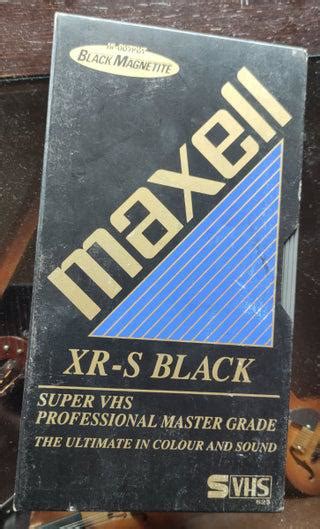 BLACK MAGNETITE
maxell
XR-S BLACK
SUPER VHS
PROFESSIONAL MASTER GRADE
THE ULTIMATE IN COLOUR AND SOUND
S VHS